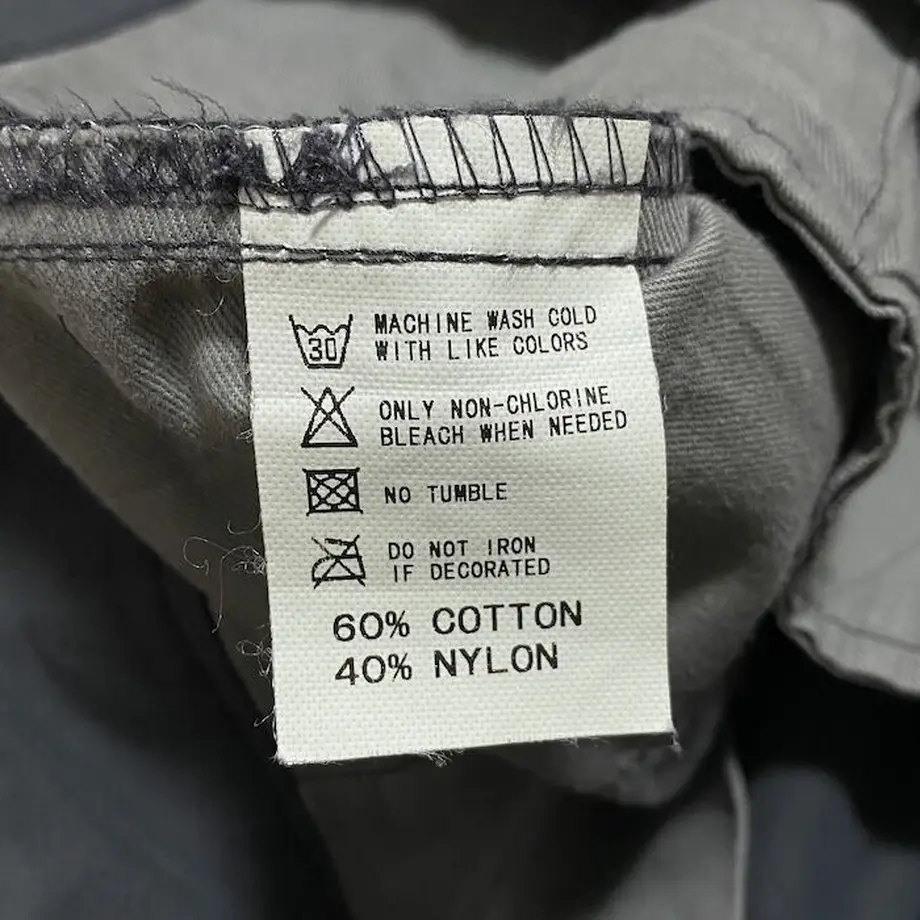 30
MACHINE WASH COLD
WITH LIKE COLORS
ONLY NON-CHLORINE
BLEACH WHEN NEEDED
NO TUMBLE
DO NOT IRON
IF DECORATED
60% COTTON
40% NYLON